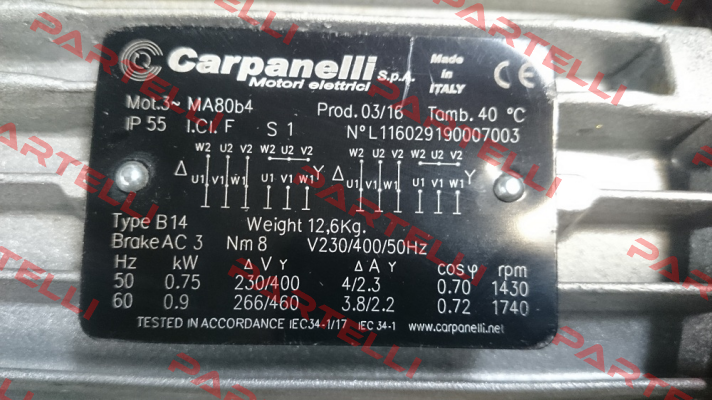 Carpanelli S.p.A.
Motori elettrici
Made in ITALY
CE
Mot.3~ MA80b4 Prod. 03/16 Tamb. 40 °C
IP 55 I.Cl. F S 1 N° L116029190007003
W2 U2 V2 W2 U2 V2 W2 U2 V2 W2 U2 V2
Δ Y Δ Y
U1 V1 W1 U1 V1 W1 U1 V1 W1 U1 V1 W1
Type B14 Weight 12,6Kg.
Brake AC 3 Nm 8 V230/400/50Hz
Hz kW Δ V Y Δ A Y cosφ rpm
50 0.75 230/400 4/2.3 0.70 1430
60 0.9 266/460 3.8/2.2 0.72 1740
TESTED IN ACCORDANCE IEC34-1/17 IEC 34-1 www.carpanelli.net
PARTELLI
PARTELLI
PARTELLI
PARTELLI
PARTELLI
PARTELLI